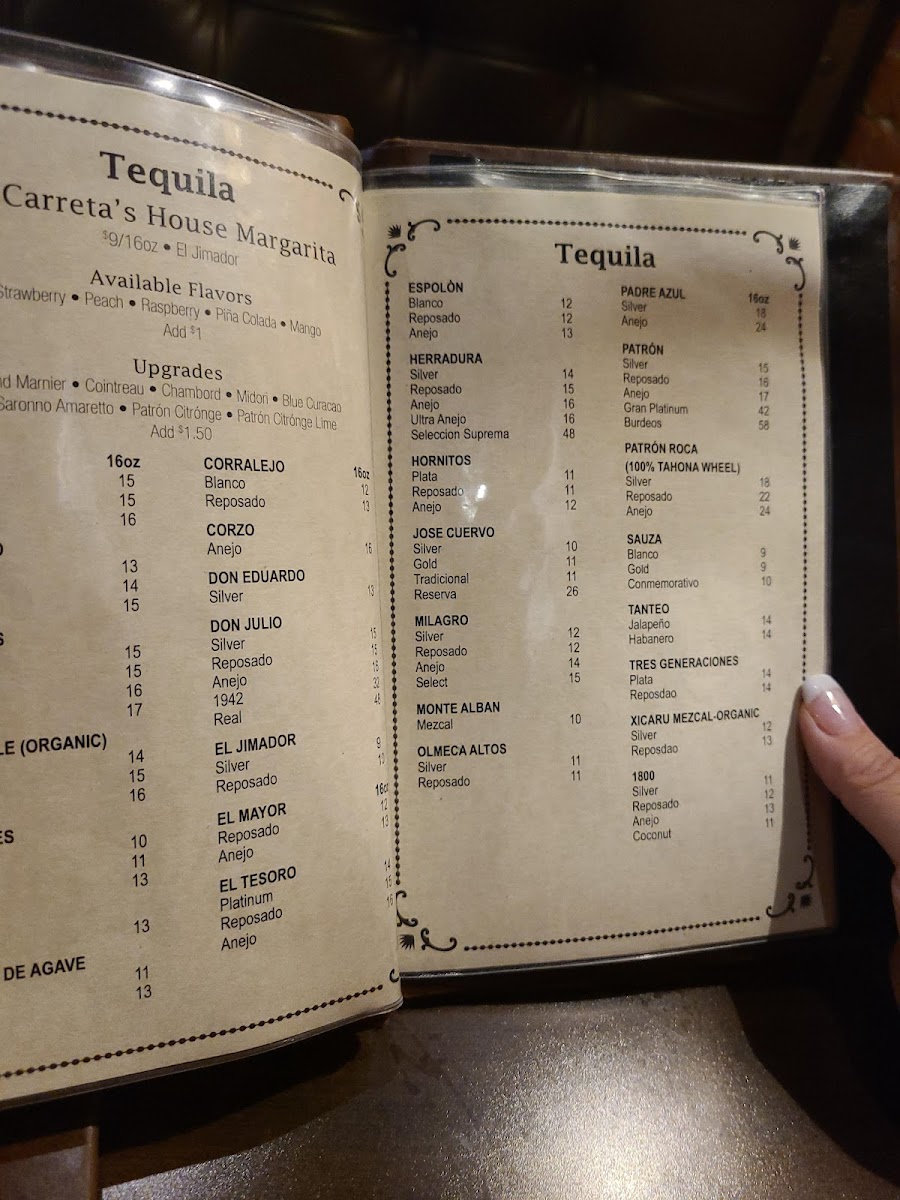 Tequila
Carreta's House Margarita
$9/16oz • El Jimador
Available Flavors
Strawberry • Peach • Raspberry • Piña Colada • Mango
Add $1
Upgrades
Marnier • Cointreau • Chambord • Midori • Blue Curacao
Saronno Amaretto • Patrón Citrónge • Patrón Citrónge Lime
Add $1.50
16oz
15
15
16
13
14
15
15
15
16
17
(ORGANIC)
14
15
16
10
11
13
13
DE AGAVE
11
13
CORRALEJO 16oz
Blanco 12
Reposado 13
CORZO
Anejo 16
DON EDUARDO
Silver 13
DON JULIO
Silver 15
Reposado 15
Anejo 16
1942 32
Real 48
EL JIMADOR
Silver 9
Reposado 10
EL MAYOR 16oz
Reposado 12
Anejo 13
EL TESORO
Platinum 14
Reposado 15
Anejo 16
Tequila
ESPOLÒN
Blanco 12
Reposado 12
Anejo 13
HERRADURA
Silver 14
Reposado 15
Anejo 16
Ultra Anejo 16
Seleccion Suprema 48
HORNITOS
Plata 11
Reposado 11
Anejo 12
JOSE CUERVO
Silver 10
Gold 11
Tradicional 11
Reserva 26
MILAGRO
Silver 12
Reposado 12
Anejo 14
Select 15
MONTE ALBAN
Mezcal 10
OLMECA ALTOS
Silver 11
Reposado 11
PADRE AZUL 16oz
Silver 18
Anejo 24
PATRÓN
Silver 15
Reposado 16
Anejo 17
Gran Platinum 42
Burdeos 58
PATRÓN ROCA
(100% TAHONA WHEEL)
Silver 18
Reposado 22
Anejo 24
SAUZA
Blanco 9
Gold 9
Conmemorativo 10
TANTEO
Jalapeño 14
Habanero 14
TRES GENERACIONES
Plata 14
Reposdao 14
XICARU MEZCAL-ORGANIC
Silver 12
Reposdao 13
1800
Silver 11
Reposado 12
Anejo 13
Coconut 11